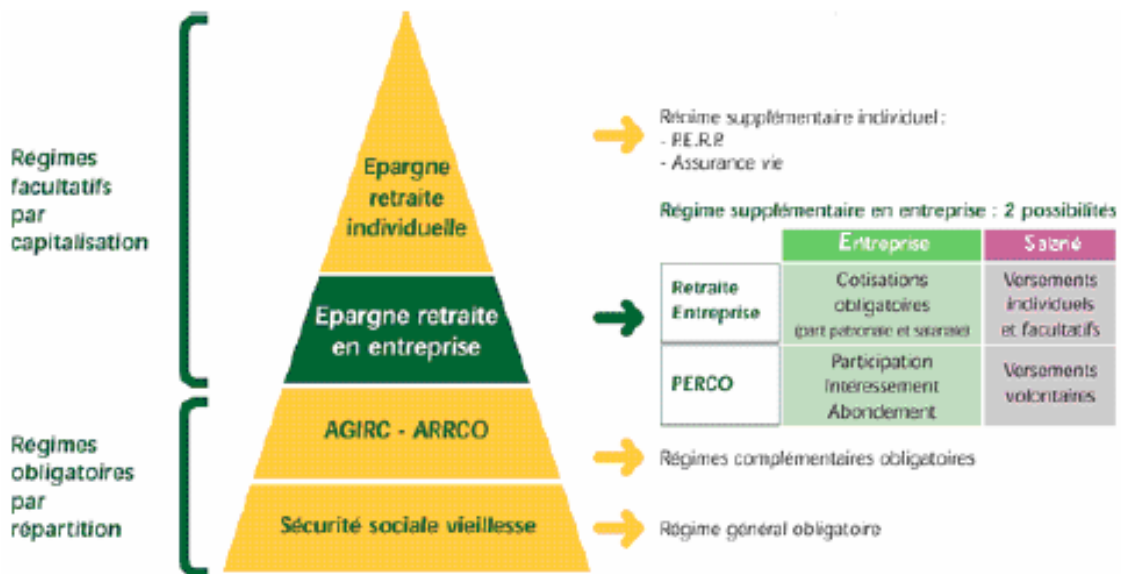 Régimes
facultatifs
par
capitalisation
Régimes
obligatoires
par
répartition
Epargne
retraite
individuelle
Epargne retraite
en entreprise
AGIRC - ARRCO
Sécurité sociale vieillesse
Régime supplémentaire individuel :
- P.E.R.P.
- Assurance vie
Régime supplémentaire en entreprise : 2 possibilités
Entreprise
Salarié
Retraite
Entreprise
Cotisations
obligatoires
(part patronale et salariale)
Versements
individuels
et facultatifs
PERCO
Participation
Intéressement
Abondement
Versements
volontaires
Régimes complémentaires obligatoires
Régime général obligatoire